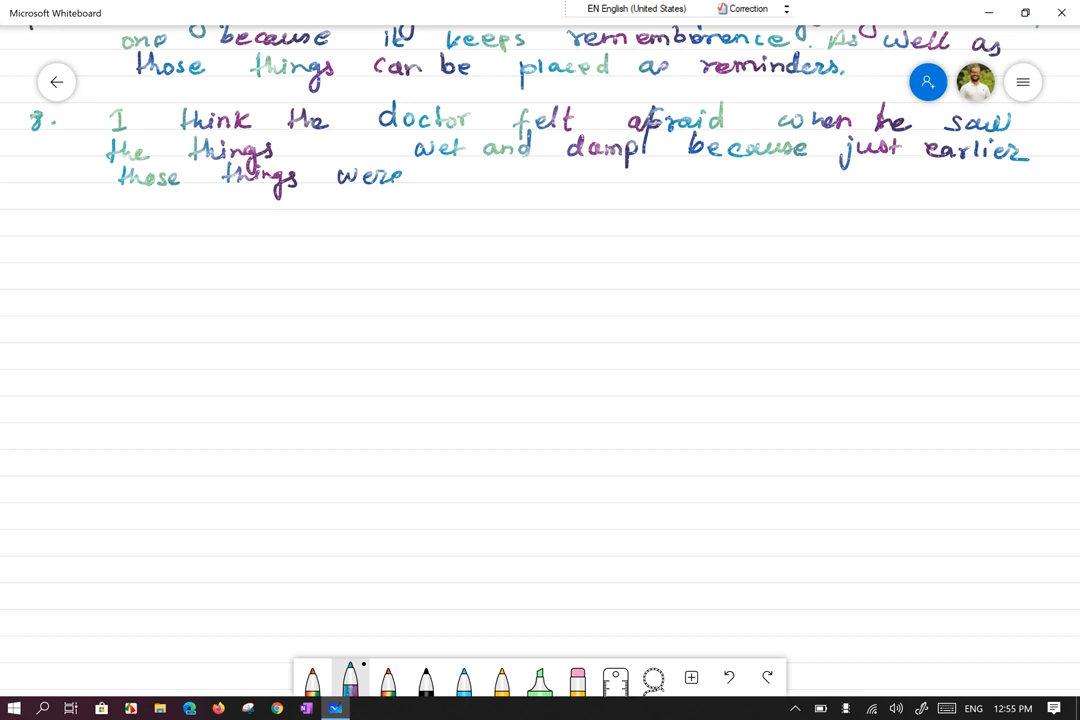 Microsoft Whiteboard
EN English (United States) Correction
one because it keeps rememborence. As well as
those things can be placed as reminders.
8. I think the doctor felt afraid when he saw
the things wet and damp because just earlier
those things were
ENG 12:55 PM